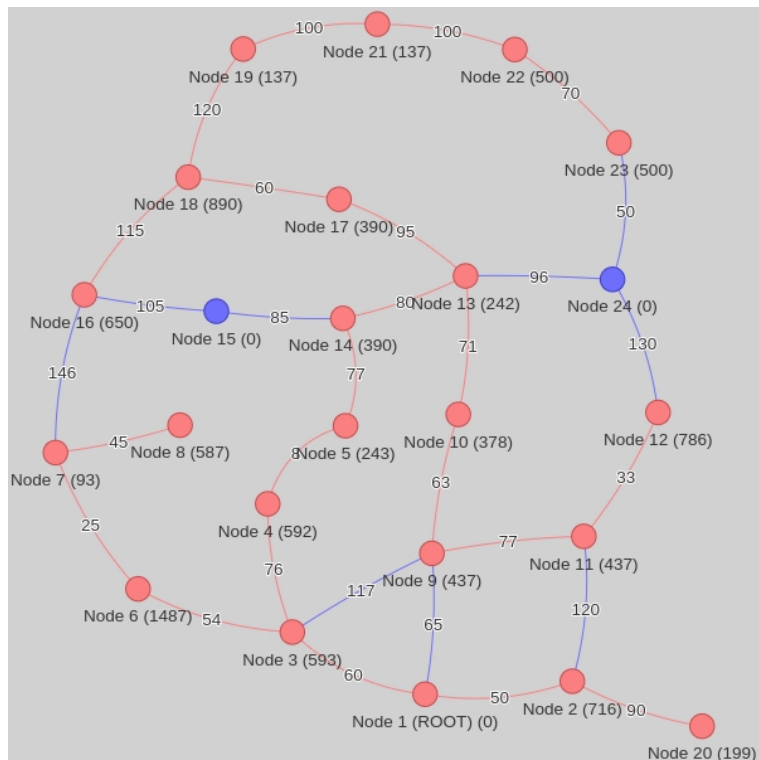 100
100
Node 21 (137)
Node 19 (137)
Node 22 (500)
70
120
Node 23 (500)
60
Node 18 (890)
50
Node 17 (390)
95
115
96
80
Node 13 (242)
Node 24 (0)
105
85
Node 16 (650)
Node 15 (0)
Node 14 (390)
130
71
146
77
45
Node 8 (587)
Node 5 (243)
Node 10 (378)
Node 12 (786)
Node 7 (93)
63
33
25
Node 4 (592)
77
Node 11 (437)
76
Node 9 (437)
117
Node 6 (1487)
54
65
120
Node 3 (593)
60
50
Node 2 (716)
90
Node 1 (ROOT) (0)
Node 20 (199)